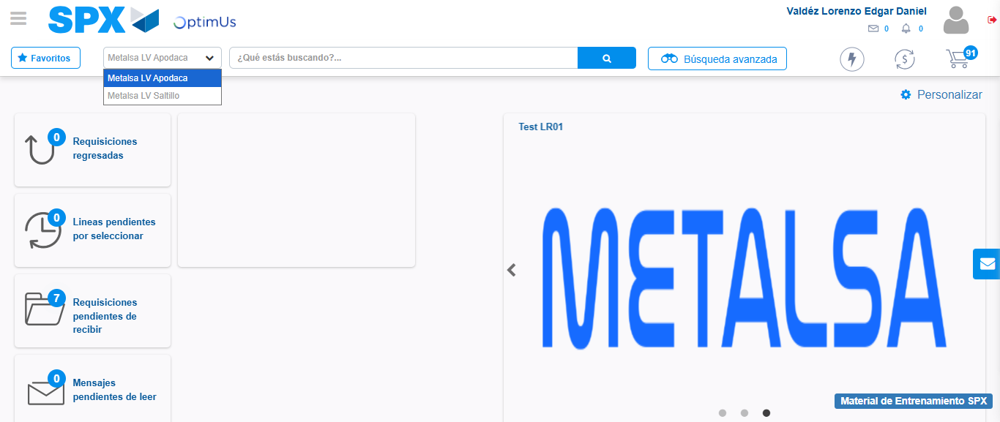 SPX
OptimUs
Valdéz Lorenzo Edgar Daniel
0
0
Favoritos
Metalsa LV Apodaca
¿Qué estás buscando?...
Búsqueda avanzada
$
91
Metalsa LV Apodaca
Metalsa LV Saltillo
Personalizar
0
Requisiciones
regresadas
0
Lineas pendientes
por seleccionar
7
Requisiciones
pendientes de
recibir
0
Mensajes
pendientes de leer
Test LR01
METALSA
Material de Entrenamiento SPX